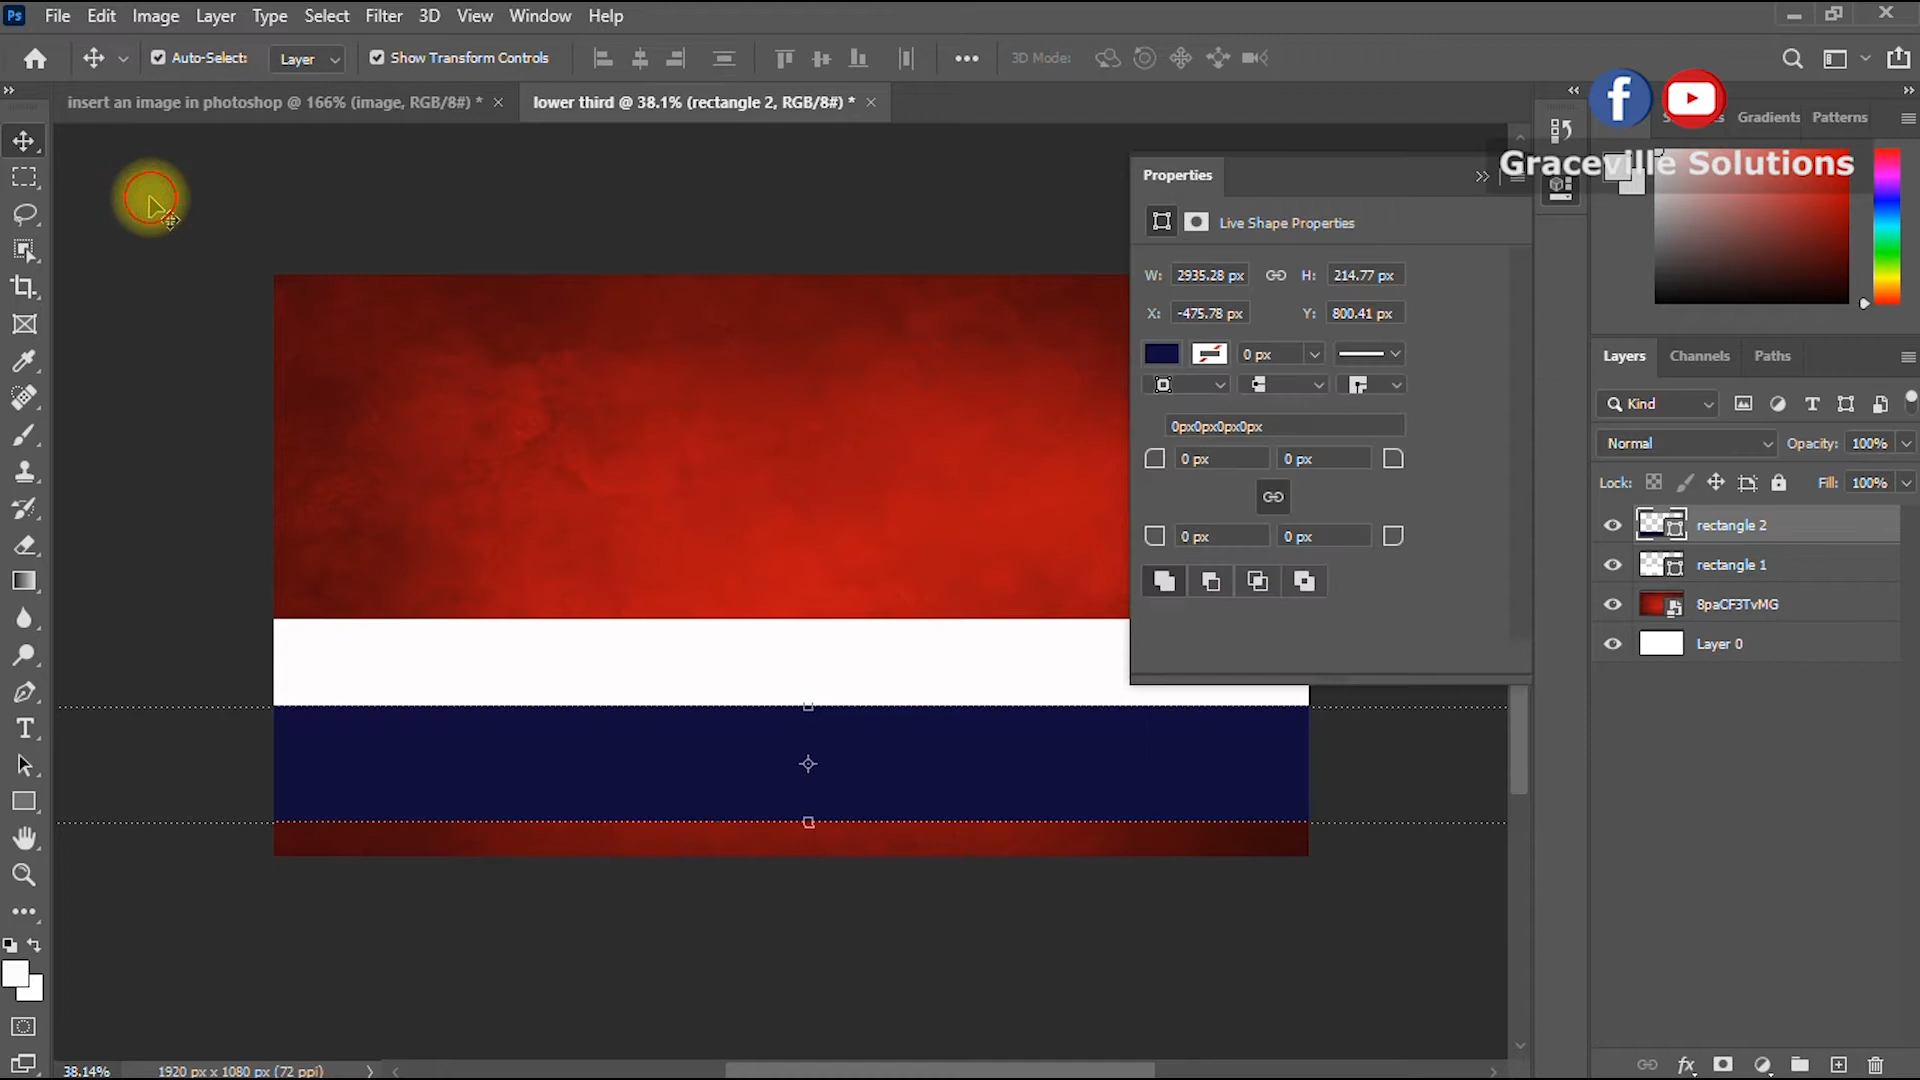 Ps File Edit Image Layer Type Select Filter 3D View Window Help
Auto-Select: Layer Show Transform Controls 3D Mode:
insert an image in photoshop @ 166% (image, RGB/8#) * lower third @ 38.1% (rectangle 2, RGB/8#) *
Gradients Patterns
Graceville Solutions
Properties
Live Shape Properties
W: 2935.28 px H: 214.77 px
X: -475.78 px Y: 800.41 px
0 px
0px0px0px0px
0 px 0 px
0 px 0 px
Layers Channels Paths
Kind
Normal Opacity: 100%
Lock: Fill: 100%
rectangle 2
rectangle 1
8paCF3TvMG
Layer 0
fx
38.14% 1920 px x 1080 px (72 ppi)